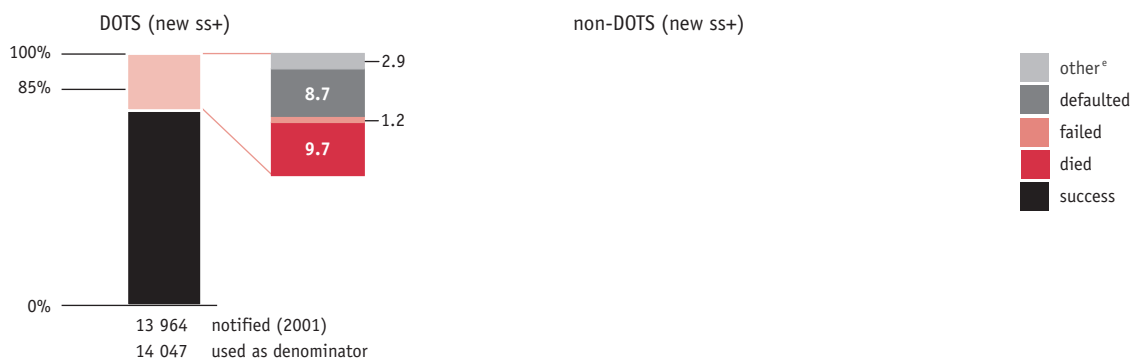 DOTS (new ss+)
non-DOTS (new ss+)
100%
85%
0%
2.9
8.7
1.2
9.7
other e
defaulted
failed
died
success
13 964 notified (2001)
14 047 used as denominator